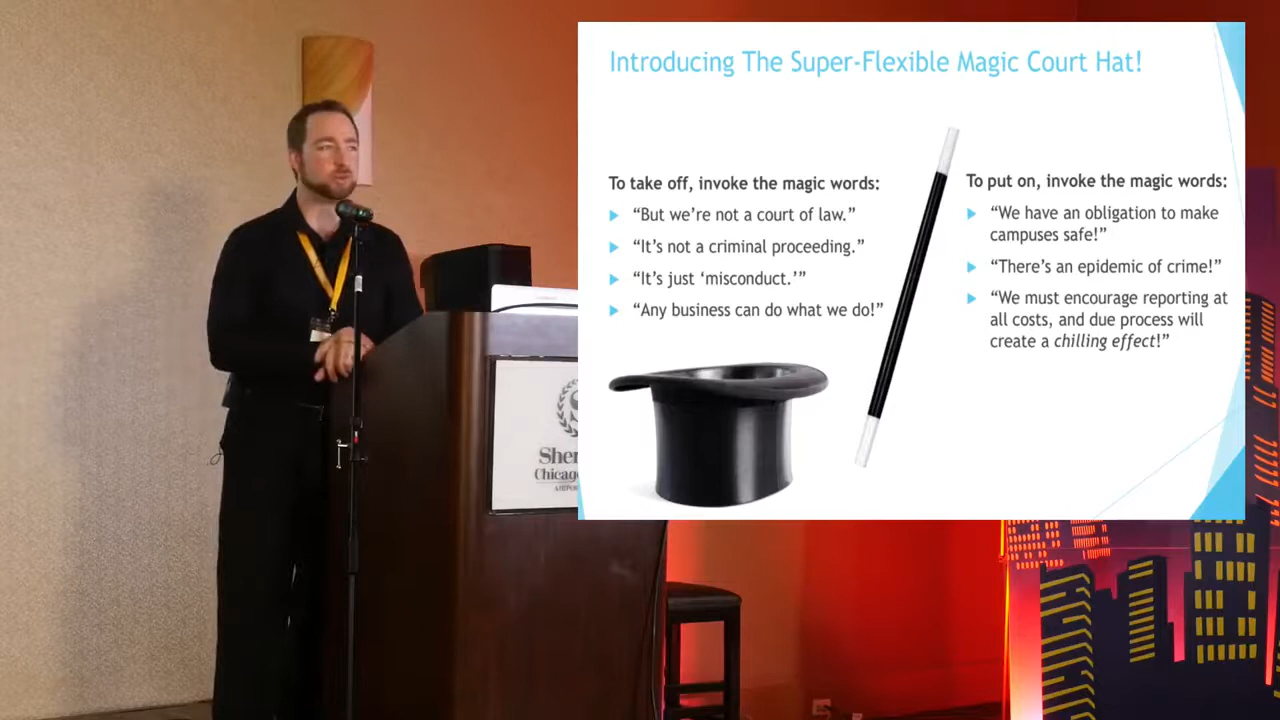 Introducing The Super-Flexible Magic Court Hat!
To take off, invoke the magic words:
“But we’re not a court of law.”
“It’s not a criminal proceeding.”
“It’s just ‘misconduct.’”
“Any business can do what we do!”
To put on, invoke the magic words:
“We have an obligation to make
campuses safe!”
“There’s an epidemic of crime!”
“We must encourage reporting at
all costs, and due process will
create a chilling effect!”
S
Sher
Chicag